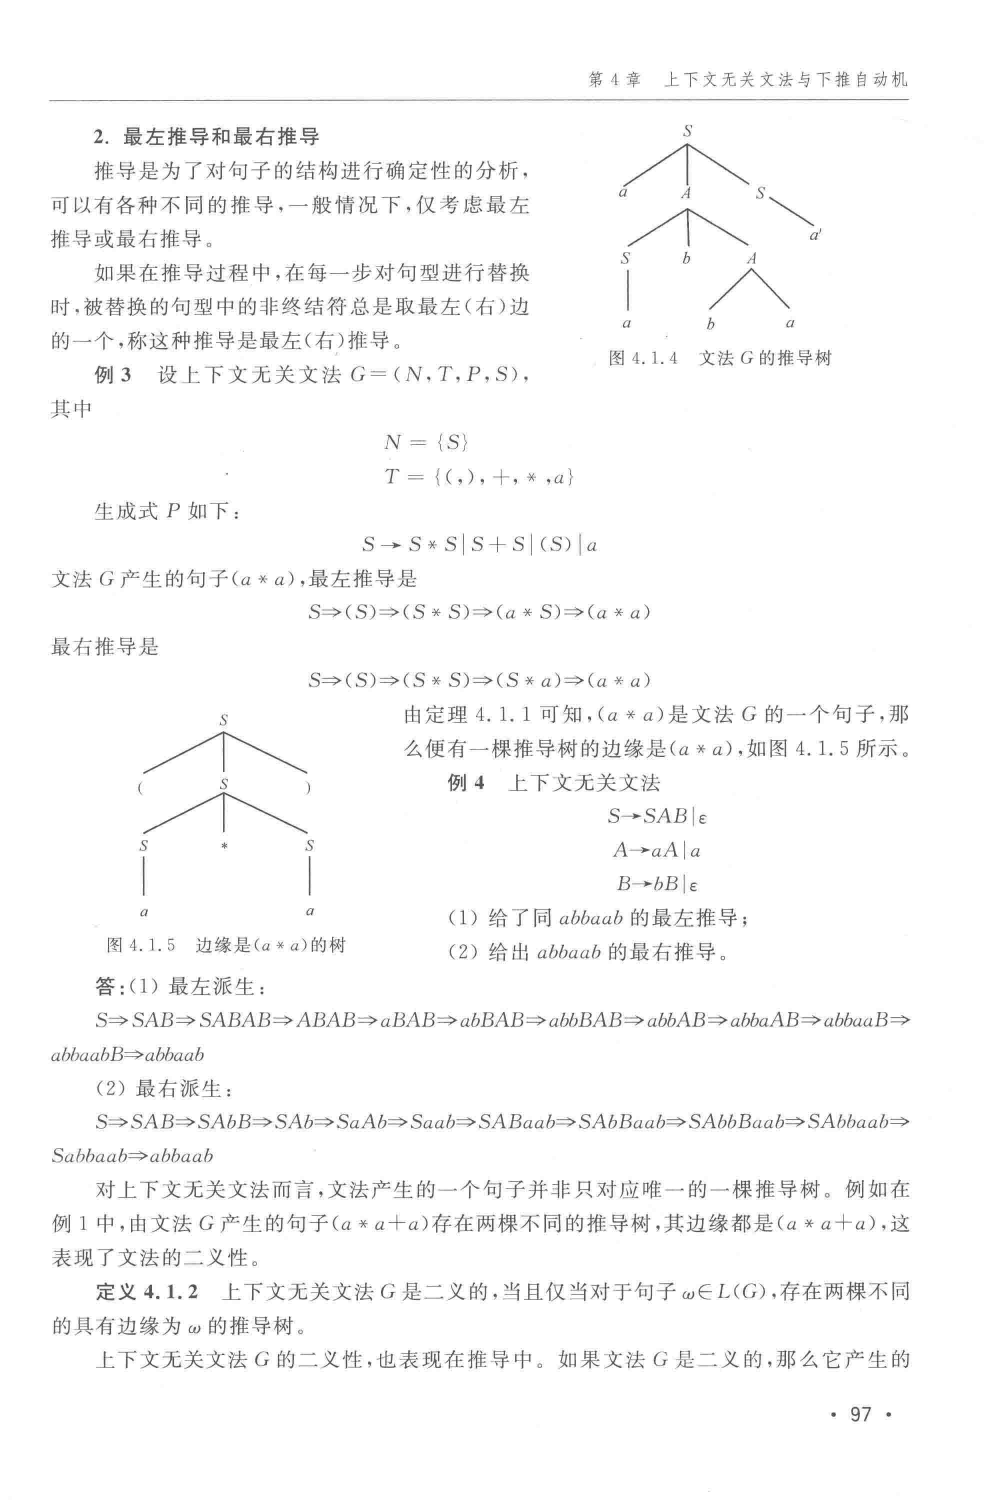 第4章 上下文无关文法与下推自动机
2. 最左推导和最右推导
推导是为了对句子的结构进行确定性的分析,
可以有各种不同的推导,一般情况下,仅考虑最左
推导或最右推导。
如果在推导过程中,在每一步对句型进行替换
时,被替换的句型中的非终结符总是取最左(右)边
的一个,称这种推导是最左(右)推导。
S
a A S
a'
S b A
a b a
图 4.1.4 文法 G 的推导树
例 3 设上下文无关文法 G=(N,T,P,S),
其中
N = {S}
T = {(,),+,*,a}
生成式 P 如下:
S→S*S|S+S|(S)|a
文法 G 产生的句子(a*a),最左推导是
S⇒(S)⇒(S*S)⇒(a*S)⇒(a*a)
最右推导是
S⇒(S)⇒(S*S)⇒(S*a)⇒(a*a)
S
( S )
S * S
a a
图 4.1.5 边缘是(a*a)的树
由定理 4.1.1 可知,(a*a)是文法 G 的一个句子,那
么便有一棵推导树的边缘是(a*a),如图 4.1.5 所示。
例 4 上下文无关文法
S→SAB|ε
A→aA|a
B→bB|ε
(1) 给了同 abbaab 的最左推导;
(2) 给出 abbaab 的最右推导。
答:(1) 最左派生:
S⇒SAB⇒SABAB⇒ABAB⇒aBAB⇒abBAB⇒abbBAB⇒abbAB⇒abbaAB⇒abbaaB⇒
abbaabB⇒abbaab
(2) 最右派生:
S⇒SAB⇒SAbB⇒SAb⇒SaAb⇒Saab⇒SABaab⇒SAbBaab⇒SAbbBaab⇒SAbbaab⇒
Sabbaab⇒abbaab
对上下文无关文法而言,文法产生的一个句子并非只对应唯一的一棵推导树。例如在
例 1 中,由文法 G 产生的句子(a*a+a)存在两棵不同的推导树,其边缘都是(a*a+a),这
表现了文法的二义性。
定义 4.1.2 上下文无关文法 G 是二义的,当且仅当对于句子 ω∈L(G),存在两棵不同
的具有边缘为 ω 的推导树。
上下文无关文法 G 的二义性,也表现在推导中。如果文法 G 是二义的,那么它产生的
· 97 ·